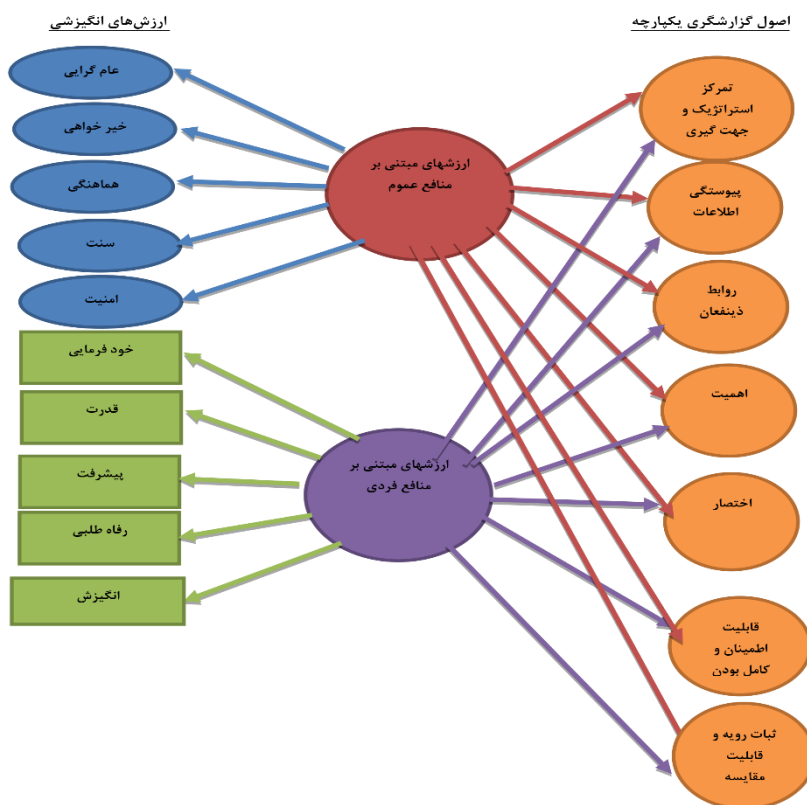 اصول گزارشگری یکپارچه
ارزش‌های انگیزشی
تمرکز
استراتژیک و
جهت گیری
پیوستگی
اطلاعات
روابط
ذینفعان
اهمیت
اختصار
قابلیت
اطمینان و
کامل بودن
ثبات رویه و
قابلیت
مقایسه
ارزشهای مبتنی بر
منافع عموم
ارزشهای مبتنی بر
منافع فردی
عام گرایی
خیر خواهی
هماهنگی
سنت
امنیت
خود فرمایی
قدرت
پیشرفت
رفاه طلبی
انگیزش